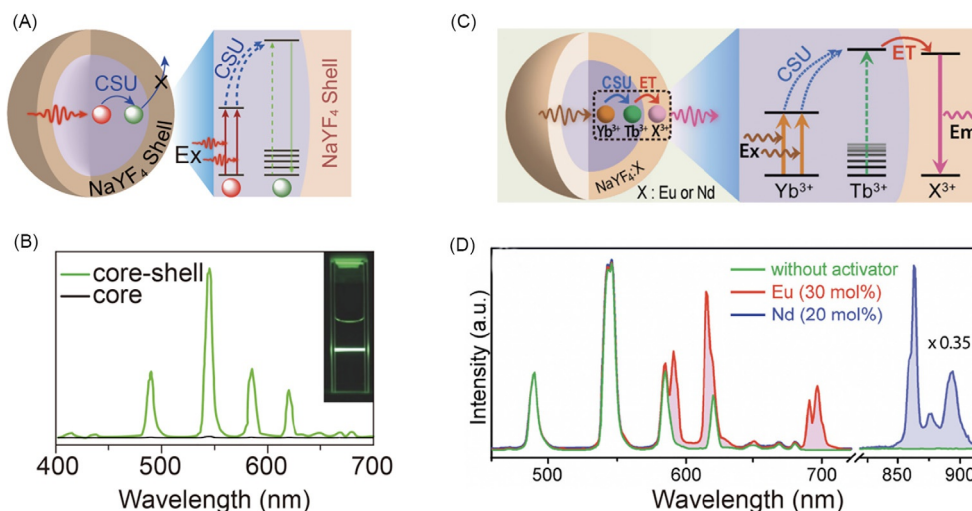 (A)
CSU
X
NaYF₄ Shell
CSU
Ex
NaYF₄ Shell
(B)
core-shell
core
400
500
600
700
Wavelength (nm)
(C)
CSU
ET
Yb³⁺
Tb³⁺
X³⁺
NaYF₄:X
X : Eu or Nd
CSU
ET
Ex
Em
Yb³⁺
Tb³⁺
X³⁺
(D)
Intensity (a.u.)
without activator
Eu (30 mol%)
Nd (20 mol%)
x 0.35
500
600
700
850
900
Wavelength (nm)